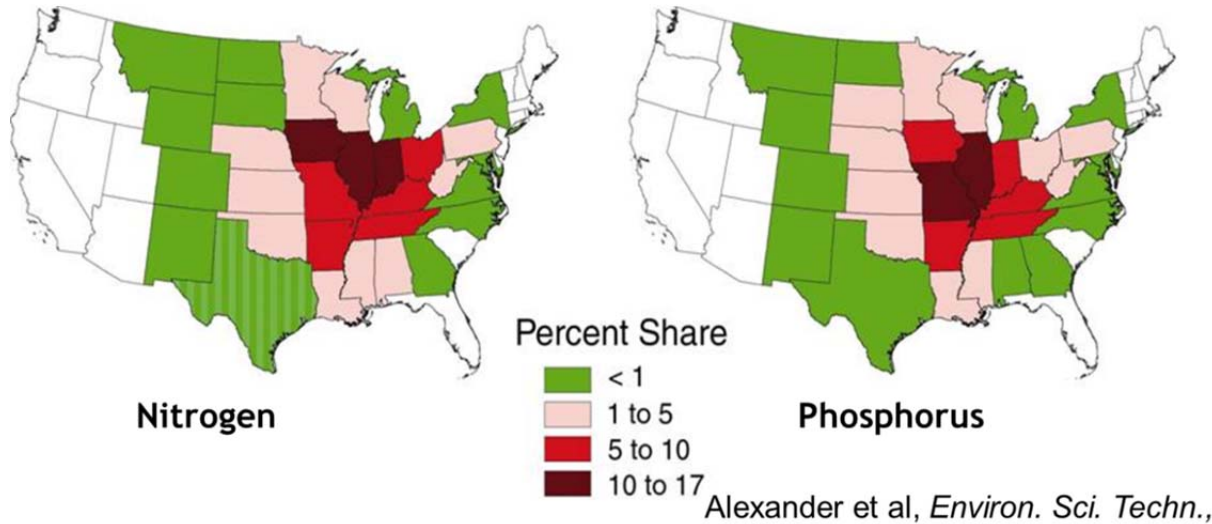 Nitrogen
Percent Share
< 1
1 to 5
5 to 10
10 to 17
Phosphorus
Alexander et al, Environ. Sci. Techn.,